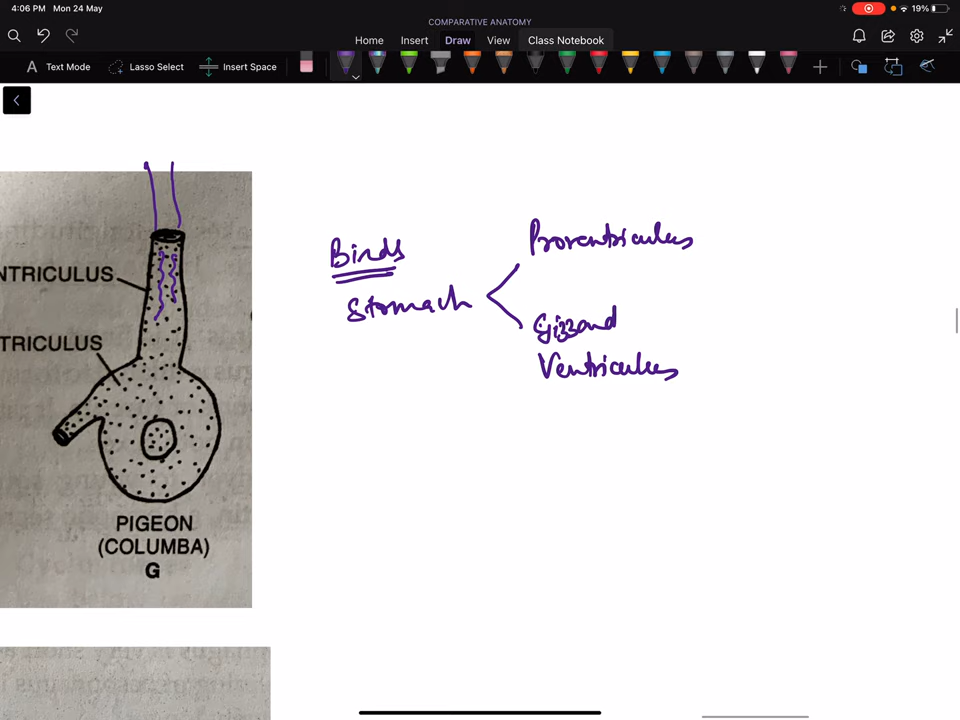 4:06 PM Mon 24 May
19%
COMPARATIVE ANATOMY
Home Insert Draw View Class Notebook
Text Mode Lasso Select Insert Space
Birds
Stomach
Proventriculus
Gizzard
Ventriculus
NTRICULUS
TRICULUS
PIGEON
(COLUMBA)
G